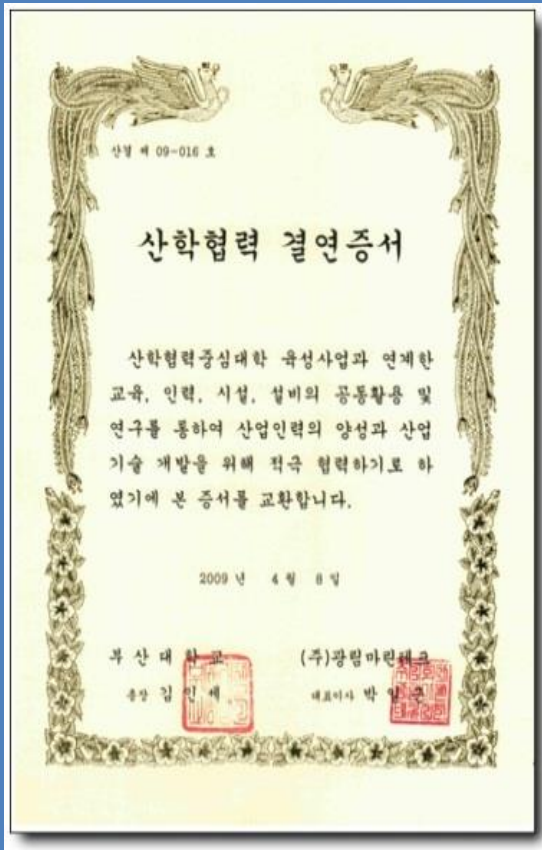 산결 제 09-016 호
산학협력 결연증서
산학협력중심대학 육성사업과 연계한
교육, 인력, 시설, 설비의 공동활용 및
연구를 통하여 산업인력의 양성과 산업
기술 개발을 위해 적극 협력하기로 하
였기에 본 증서를 교환합니다.
2009 년 4 월 8 일
부 산 대 학 교 (주)광림마린테크
총장 김 인 세 대표이사 박 일